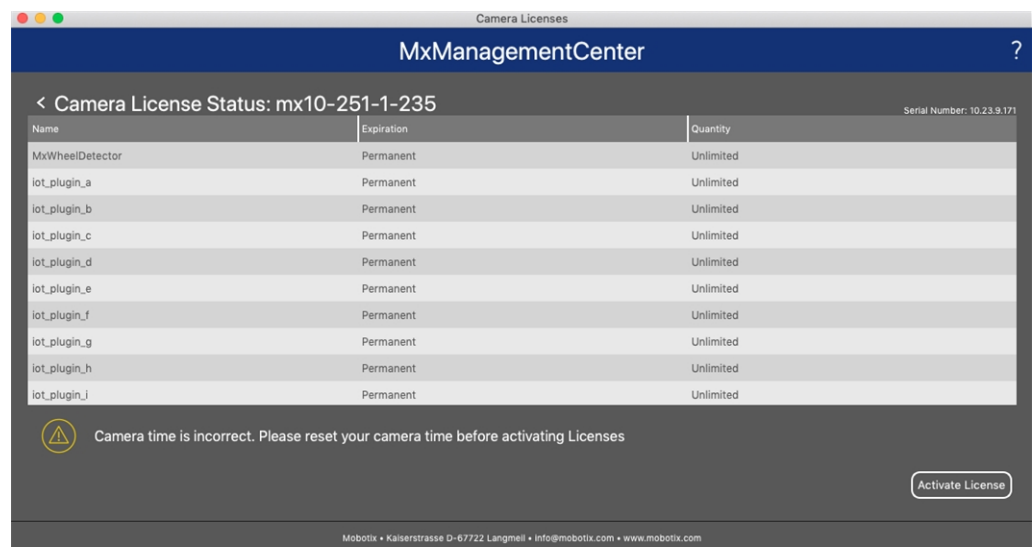 Camera Licenses
MxManagementCenter ?
< Camera License Status: mx10-251-1-235
Serial Number: 10.23.9.171
Name Expiration Quantity
MxWheelDetector Permanent Unlimited
iot_plugin_a Permanent Unlimited
iot_plugin_b Permanent Unlimited
iot_plugin_c Permanent Unlimited
iot_plugin_d Permanent Unlimited
iot_plugin_e Permanent Unlimited
iot_plugin_f Permanent Unlimited
iot_plugin_g Permanent Unlimited
iot_plugin_h Permanent Unlimited
iot_plugin_i Permanent Unlimited
Camera time is incorrect. Please reset your camera time before activating Licenses
Activate License
Mobotix • Kaiserstrasse D-67722 Langmeil • info@mobotix.com • www.mobotix.com